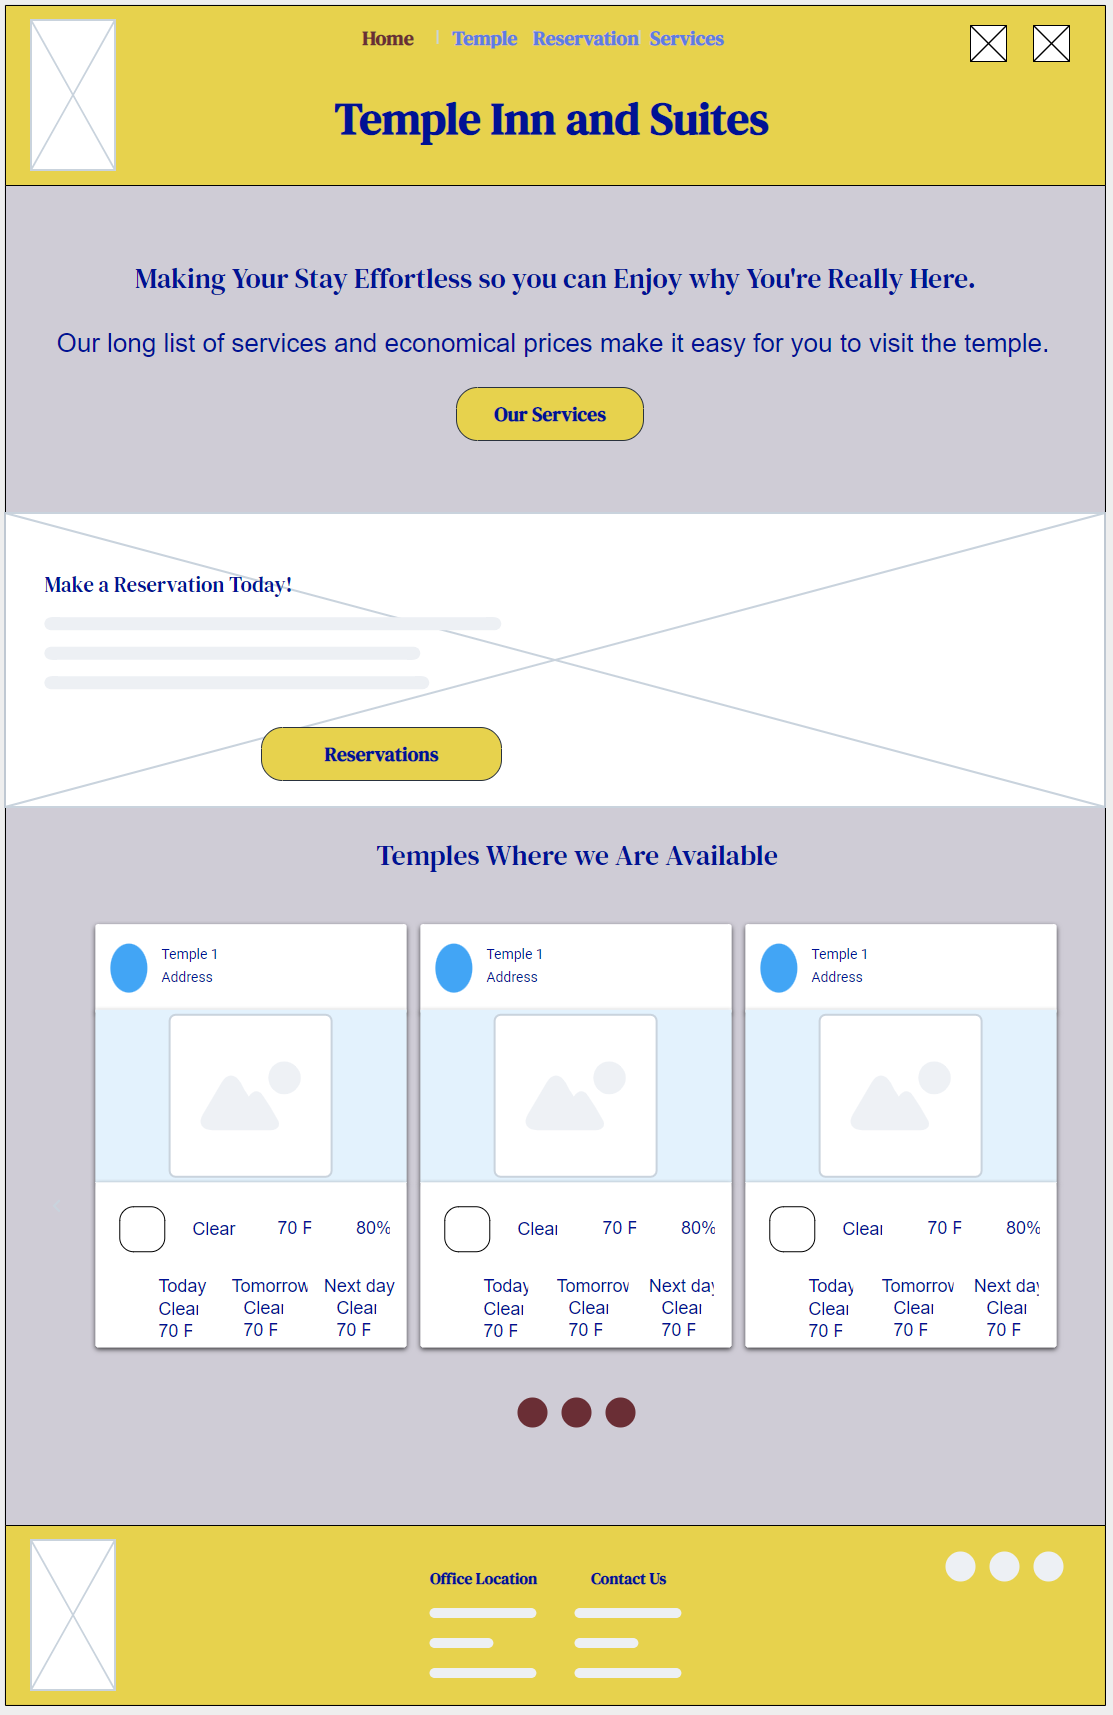 Home Temple Reservation Services
Temple Inn and Suites
Making Your Stay Effortless so you can Enjoy why You're Really Here.
Our long list of services and economical prices make it easy for you to visit the temple.
Our Services
Make a Reservation Today!
Reservations
Temples Where we Are Available
Temple 1
Address
Clear 70 F 80%
Today Tomorrow Next day
Clear Clear Clear
70 F 70 F 70 F
Temple 1
Address
Clear 70 F 80%
Today Tomorrow Next day
Clear Clear Clear
70 F 70 F 70 F
Temple 1
Address
Clear 70 F 80%
Today Tomorrow Next day
Clear Clear Clear
70 F 70 F 70 F
Office Location Contact Us